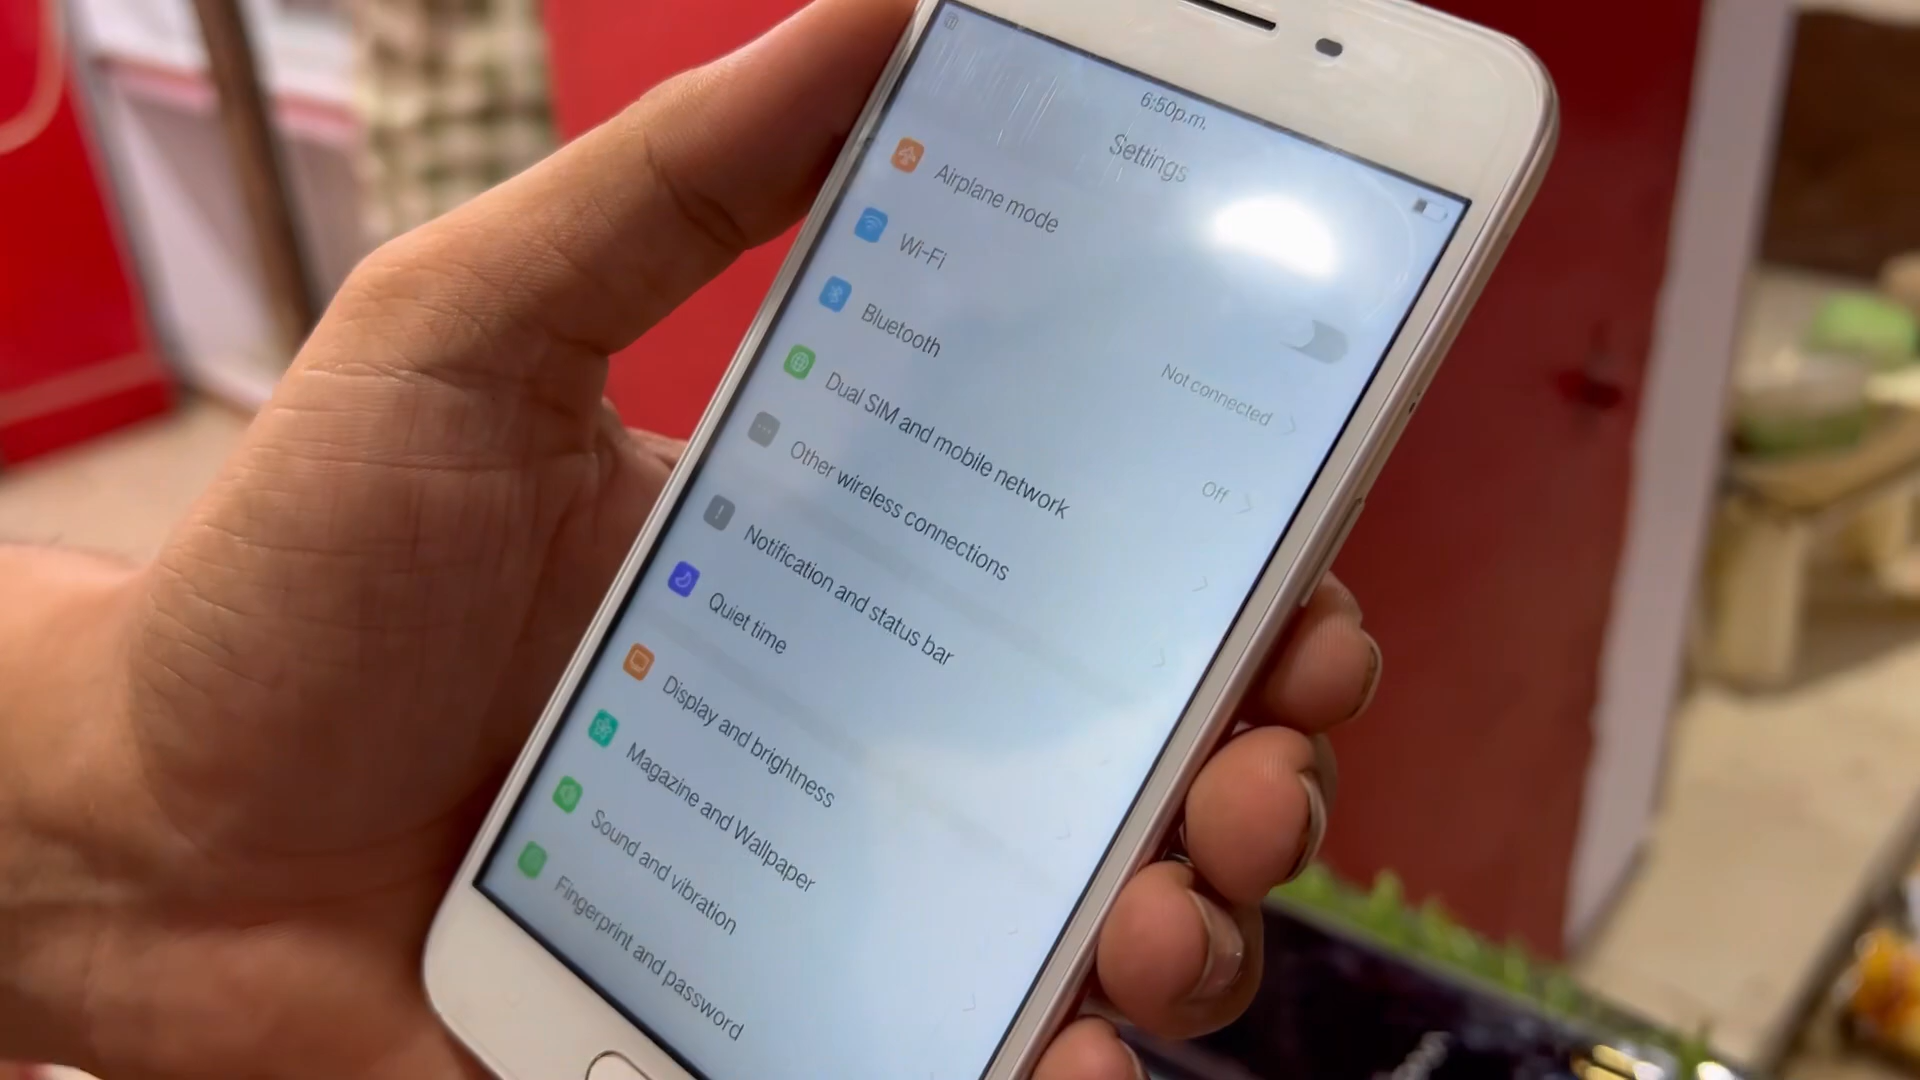 6:50p.m.
Settings
Airplane mode
Wi-Fi
Not connected
Bluetooth
Off
Dual SIM and mobile network
Other wireless connections
Notification and status bar
Quiet time
Display and brightness
Magazine and Wallpaper
Sound and vibration
Fingerprint and password